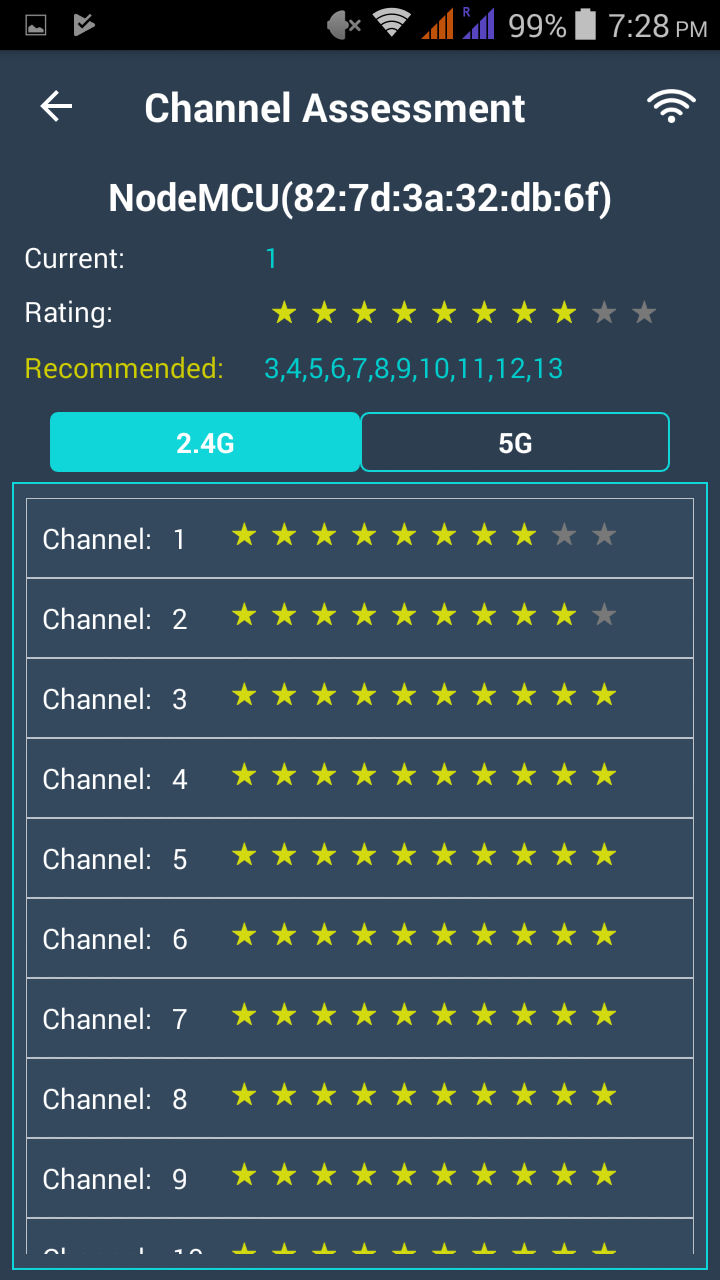 R 99% 7:28 PM
Channel Assessment
NodeMCU(82:7d:3a:32:db:6f)
Current: 1
Rating:
Recommended: 3,4,5,6,7,8,9,10,11,12,13
2.4G 5G
Channel: 1
Channel: 2
Channel: 3
Channel: 4
Channel: 5
Channel: 6
Channel: 7
Channel: 8
Channel: 9
Channel: 10